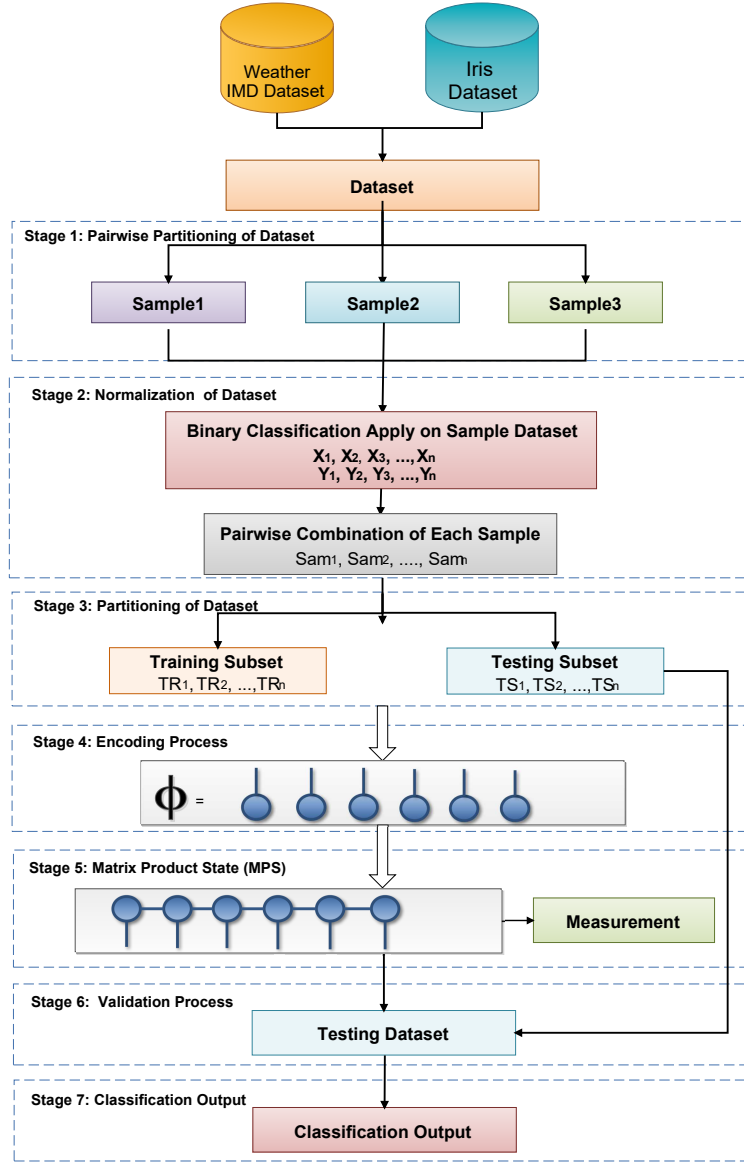 Weather
IMD Dataset
Iris
Dataset
Dataset
Stage 1: Pairwise Partitioning of Dataset
Sample1
Sample2
Sample3
Stage 2: Normalization of Dataset
Binary Classification Apply on Sample Dataset
X1, X2, X3, ...,Xn
Y1, Y2, Y3, ...,Yn
Pairwise Combination of Each Sample
Sam1, Sam2, ...., Samn
Stage 3: Partitioning of Dataset
Training Subset
TR1, TR2, ...,TRn
Testing Subset
TS1, TS2, ...,TSn
Stage 4: Encoding Process
ϕ =
Stage 5: Matrix Product State (MPS)
Measurement
Stage 6: Validation Process
Testing Dataset
Stage 7: Classification Output
Classification Output